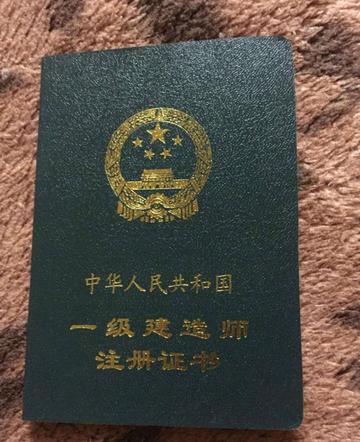 中华人民共和国
一级建造师
注册证书